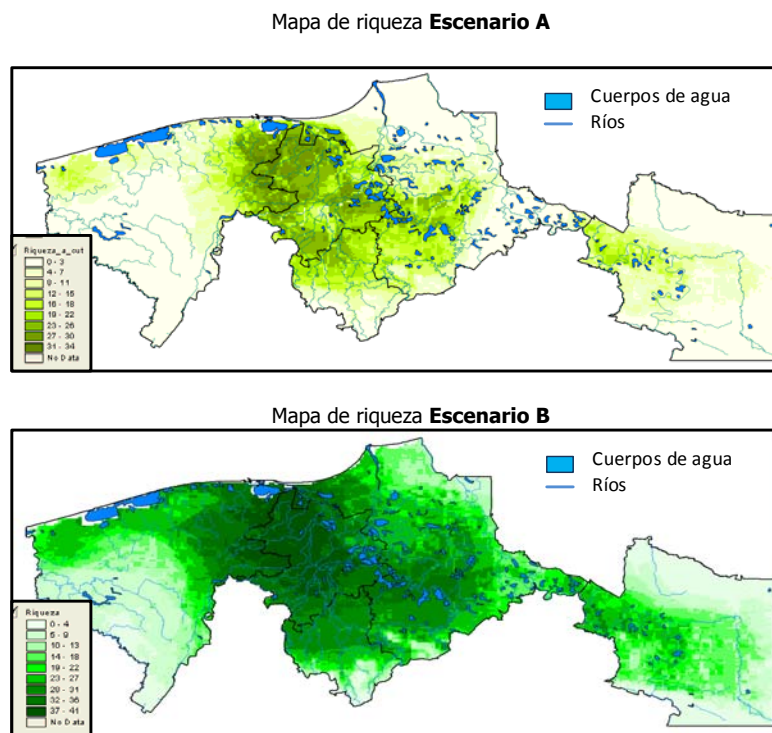 Mapa de riqueza Escenario A
Cuerpos de agua
Ríos
Riqueza_a_out
0 - 3
4 - 7
8 - 11
12 - 15
16 - 18
19 - 22
23 - 26
27 - 30
31 - 34
No Data
Mapa de riqueza Escenario B
Cuerpos de agua
Ríos
Riqueza
0 - 4
5 - 9
10 - 13
14 - 18
19 - 22
23 - 27
28 - 31
32 - 36
37 - 41
No Data